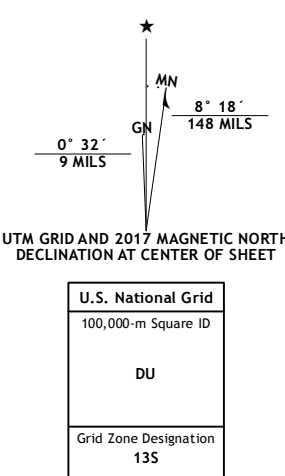 ★
MN
GN
8° 18´
148 MILS
0° 32´
9 MILS
UTM GRID AND 2017 MAGNETIC NORTH
DECLINATION AT CENTER OF SHEET
U.S. National Grid
100,000-m Square ID
DU
Grid Zone Designation
13S